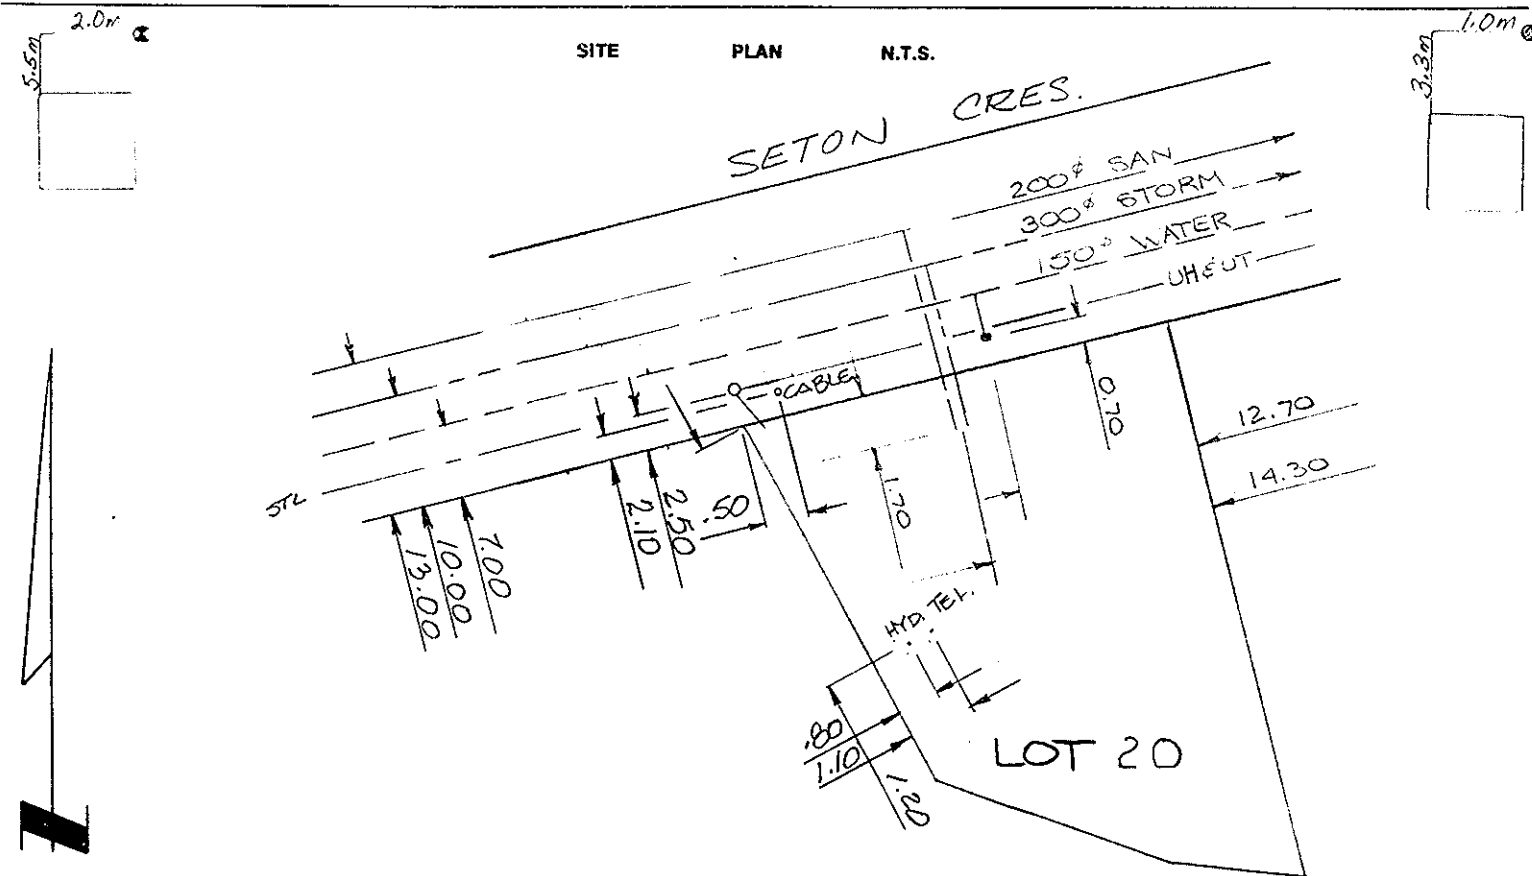 2.0m
5.5m
SITE PLAN N.T.S.
1.0m
3.3m
SETON CRES.
200ø SAN
300ø STORM
150ø WATER
UH&UT
CABLE
STL
0.70
12.70
14.30
1.70
.50
2.50
2.10
7.00
10.00
13.00
HYD. TEL.
.80
1.10
1.20
LOT 20